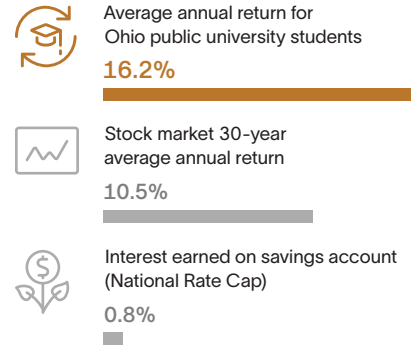 Average annual return for
Ohio public university students
16.2%
Stock market 30-year
average annual return
10.5%
$
Interest earned on savings account
(National Rate Cap)
0.8%